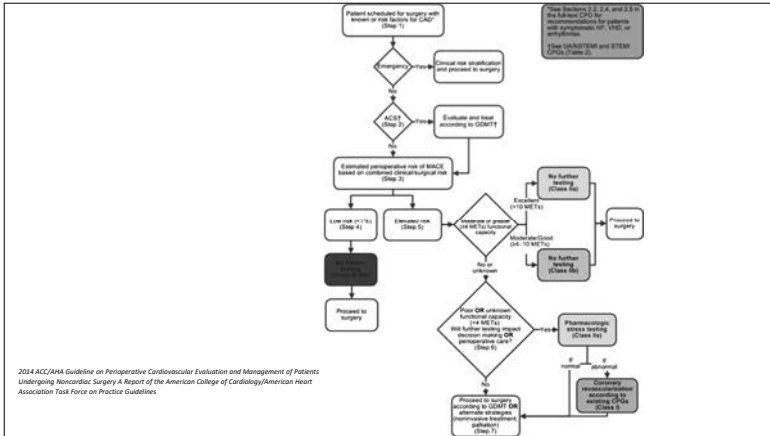 Patient scheduled for surgery with
known or risk factors for CAD*
(Step 1)
*See Sections 2.2, 2.4, and 2.5 in
the full-text CPG for
recommendations for patients
with symptomatic HF, VHD, or
arrhythmias.
†See UA/NSTEMI and STEMI
CPGs (Table 2).
Emergency
Yes
Clinical risk stratification
and proceed to surgery
No
ACS†
(Step 2)
Yes
Evaluate and treat
according to GDMT†
No
Estimated perioperative risk of MACE
based on combined clinical/surgical risk
(Step 3)
Low risk (<1%)
(Step 4)
Elevated risk
(Step 5)
Moderate or greater
(≥4 METs) functional
capacity
Excellent
(>10 METs)
No further
testing
(Class IIa)
Moderate/Good
(≥4–10 METs)
No further
testing
(Class IIb)
Proceed to
surgery
No further
testing
Proceed to
surgery
No or
unknown
Poor OR unknown
functional capacity
(<4 METs)
Will further testing impact
decision making OR
perioperative care?
(Step 6)
Yes
Pharmacologic
stress testing
(Class IIa)
If
normal
If
abnormal
Coronary
revascularization
according to
existing CPGs
(Class I)
No
Proceed to surgery
according to GDMT OR
alternate strategies
(noninvasive treatment,
palliation)
(Step 7)
2014 ACC/AHA Guideline on Perioperative Cardiovascular Evaluation and Management of Patients
Undergoing Noncardiac Surgery A Report of the American College of Cardiology/American Heart
Association Task Force on Practice Guidelines